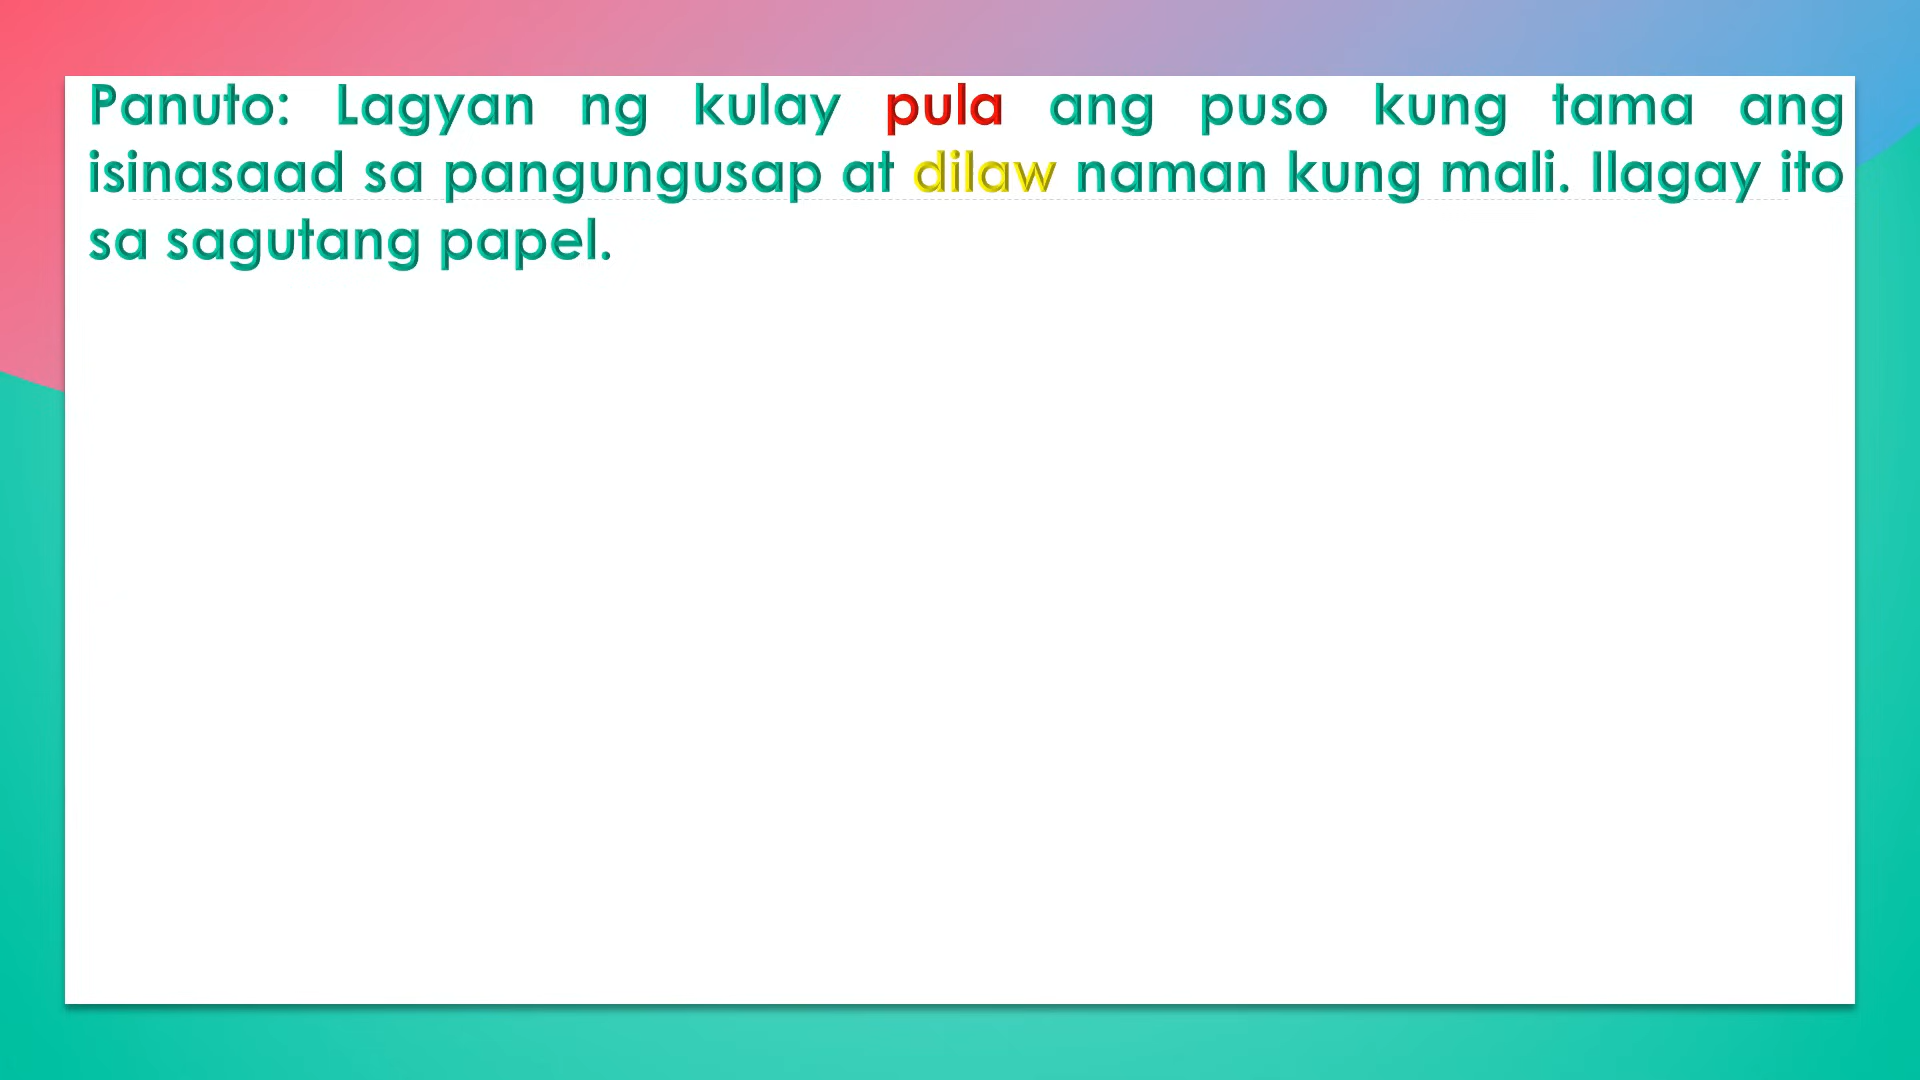 Panuto: Lagyan ng kulay pula ang puso kung tama ang
isinasaad sa pangungusap at dilaw naman kung mali. Ilagay ito
sa sagutang papel.